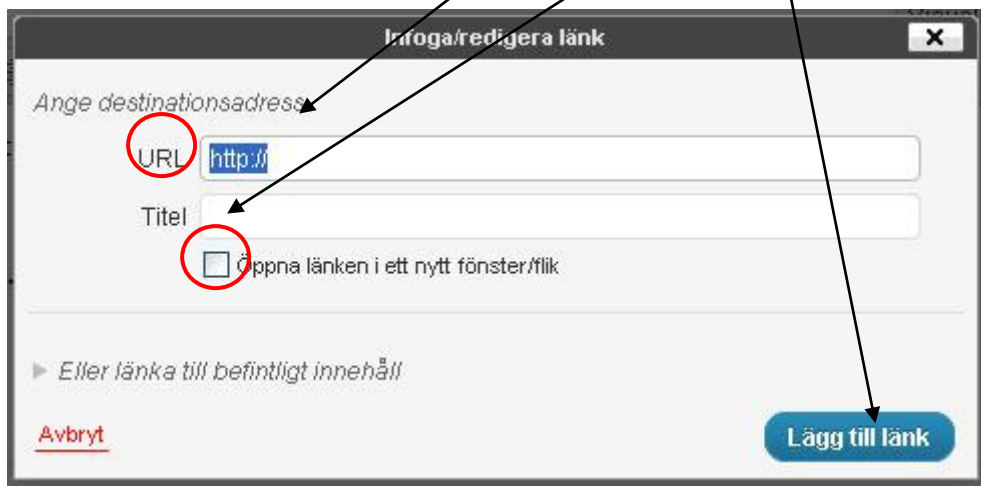 Infoga/redigera länk
Ange destinationsadress
URL http://
Titel
Öppna länken i ett nytt fönster/flik
Eller länka till befintligt innehåll
Avbryt
Lägg till länk